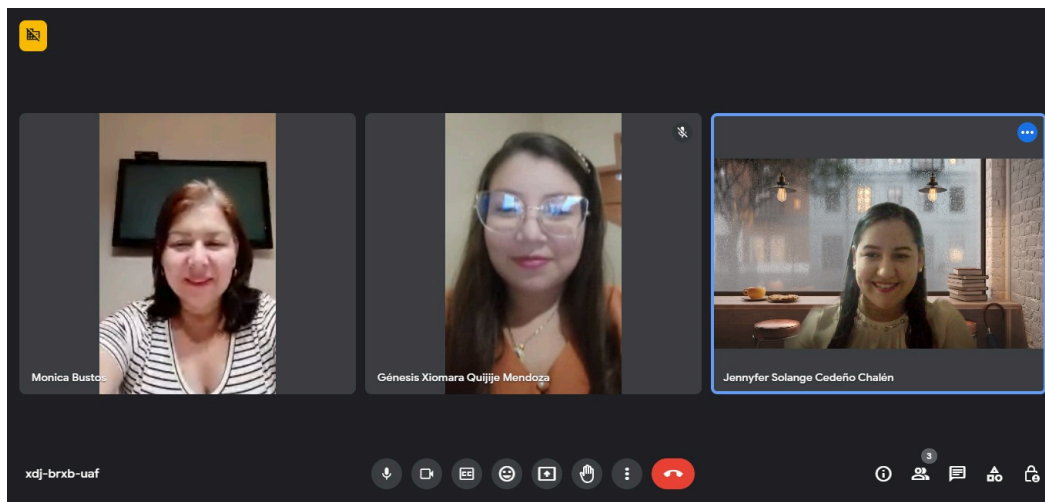 Monica Bustos
Génesis Xiomara Quijije Mendoza
Jennyfer Solange Cedeño Chalén
xdj-brxb-uaf
3